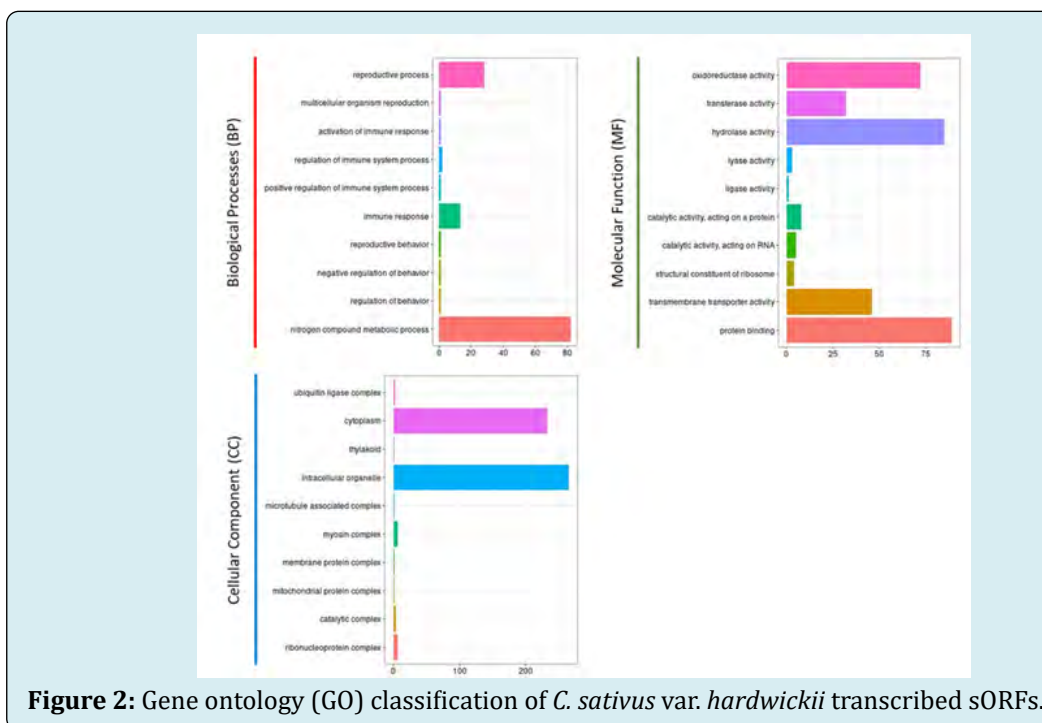 Biological Processes (BP)
reproductive process
multicellular organism reproduction
activation of immune response
regulation of immune system process
positive regulation of immune system process
immune response
reproductive behavior
negative regulation of behavior
regulation of behavior
nitrogen compound metabolic process
0 20 40 60 80
Molecular Function (MF)
oxidoreductase activity
transferase activity
hydrolase activity
lyase activity
ligase activity
catalytic activity, acting on a protein
catalytic activity, acting on RNA
structural constituent of ribosome
transmembrane transporter activity
protein binding
0 25 50 75
Cellular Component (CC)
ubiquitin ligase complex
cytoplasm
thylakoid
intracellular organelle
microtubule associated complex
myosin complex
membrane protein complex
mitochondrial protein complex
catalytic complex
ribonucleoprotein complex
0 100 200
Figure 2: Gene ontology (GO) classification of C. sativus var. hardwickii transcribed sORFs.